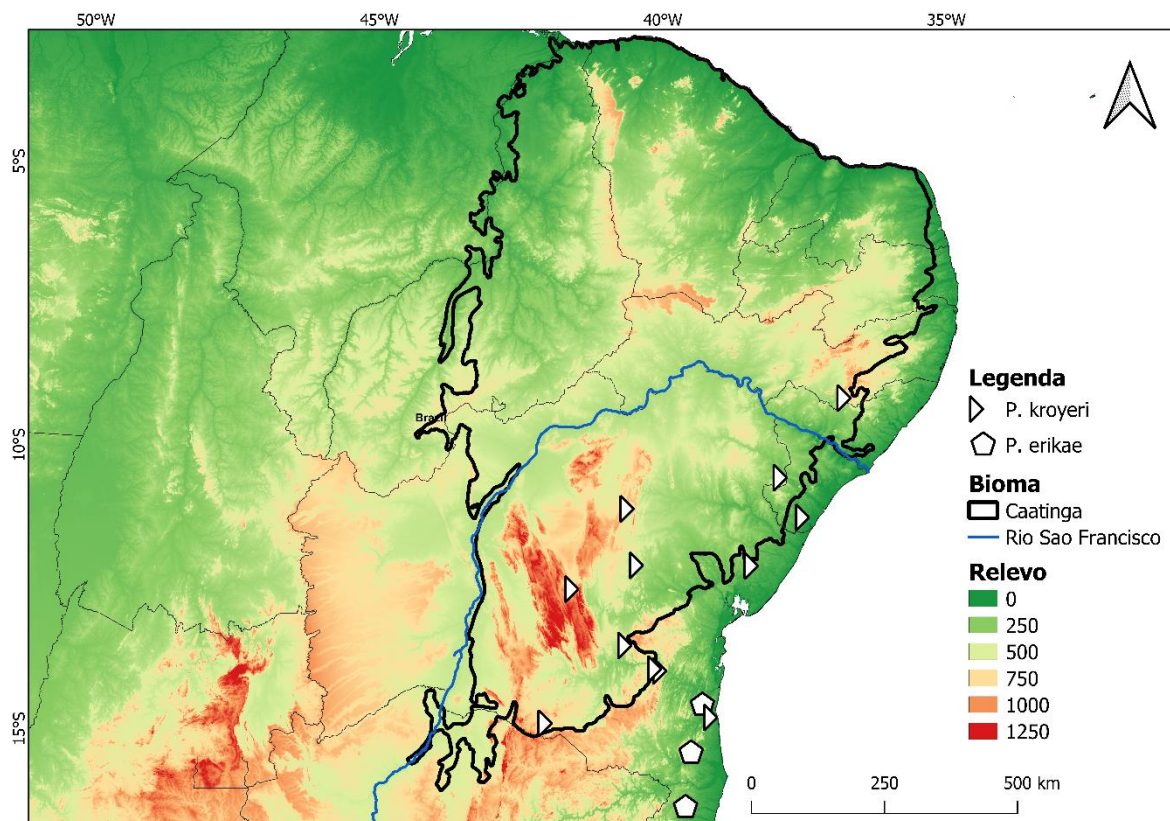 50°W 45°W 40°W 35°W
5°S
10°S
15°S
Brazil
Legenda
P. kroyeri
P. erikae
Bioma
Caatinga
Rio Sao Francisco
Relevo
0
250
500
750
1000
1250
0 250 500 km